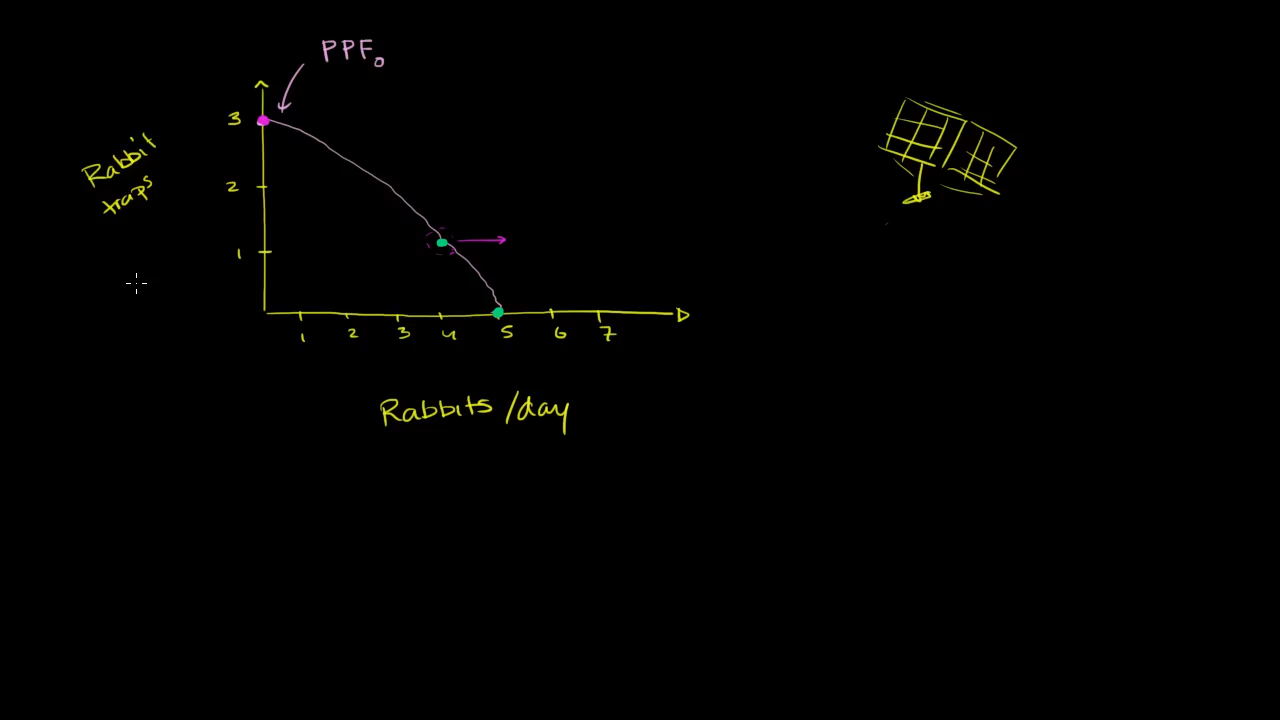 PPF₀
3
Rabbit
traps
2
1
1 2 3 4 5 6 7
Rabbits/day